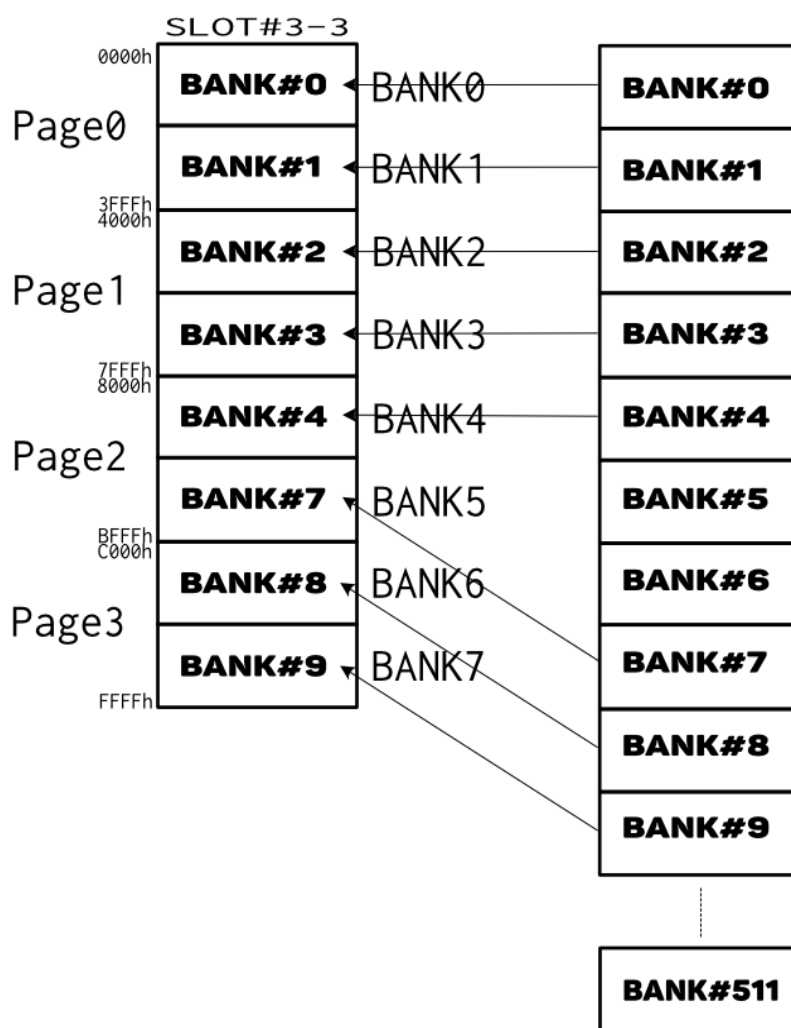 SLOT#3-3
0000h
BANK#0 BANK0 BANK#0
Page0
BANK#1 BANK1 BANK#1
3FFFh
4000h
BANK#2 BANK2 BANK#2
Page1
BANK#3 BANK3 BANK#3
7FFFh
8000h
BANK#4 BANK4 BANK#4
Page2
BANK#7 BANK5 BANK#5
BFFFh
C000h
BANK#8 BANK6 BANK#6
Page3
BANK#9 BANK7 BANK#7
FFFFh
BANK#8
BANK#9
BANK#511